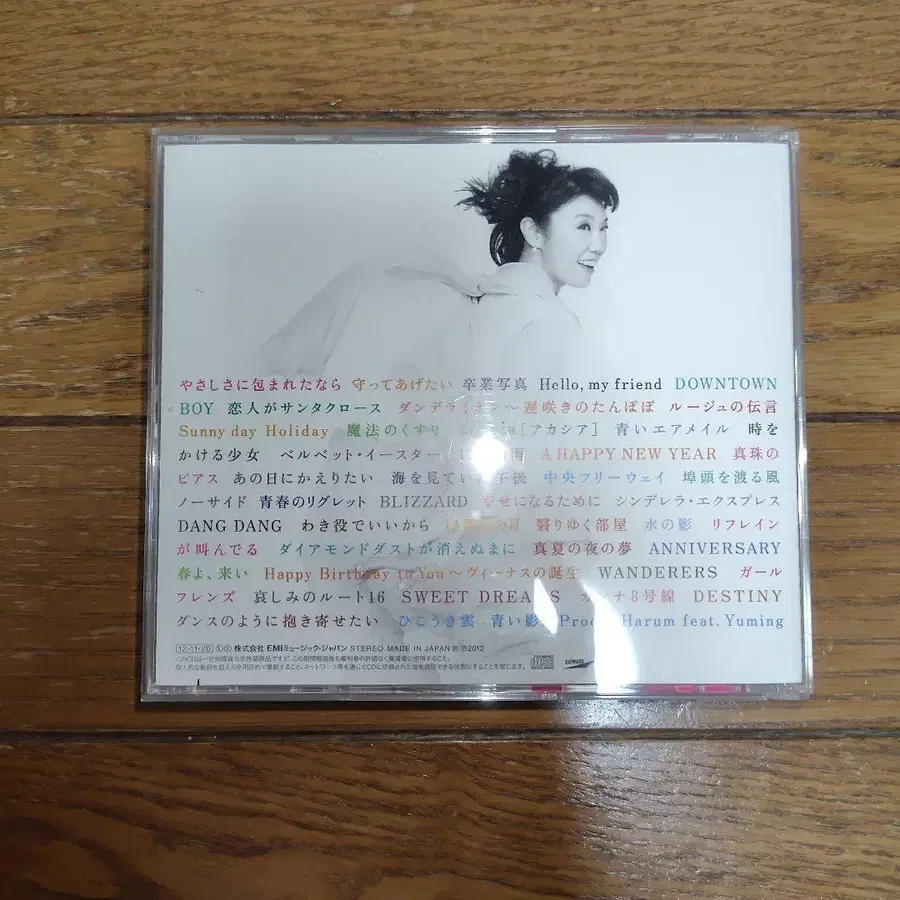 やさしさに包まれたなら 守ってあげたい 卒業写真 Hello, my friend DOWNTOWN
BOY 恋人がサンタクロース ダンデライオン〜遅咲きのたんぽぽ ルージュの伝言
Sunny day Holiday 魔法のくすり [アカシア] 青いエアメイル 時を
かける少女 ベルベット・イースター 雨 A HAPPY NEW YEAR 真珠の
ピアス あの日にかえりたい 海を見ていた午後 中央フリーウェイ 埠頭を渡る風
ノーサイド 青春のリグレット BLIZZARD 幸せになるために シンデレラ・エクスプレス
DANG DANG わき役でいいから 翳りゆく部屋 水の影 リフレイン
が叫んでる ダイアモンドダストが消えぬまに 真夏の夜の夢 ANNIVERSARY
春よ、来い Happy Birthday to You〜ヴィーナスの誕生 WANDERERS ガール
フレンズ 哀しみのルート16 SWEET DREAMS カンナ8号線 DESTINY
ダンスのように抱き寄せたい ひこうき雲 青い影 Harum feat. Yuming
12・11・20 株式会社EMIミュージック・ジャパン STEREO MADE IN JAPAN ℗2012